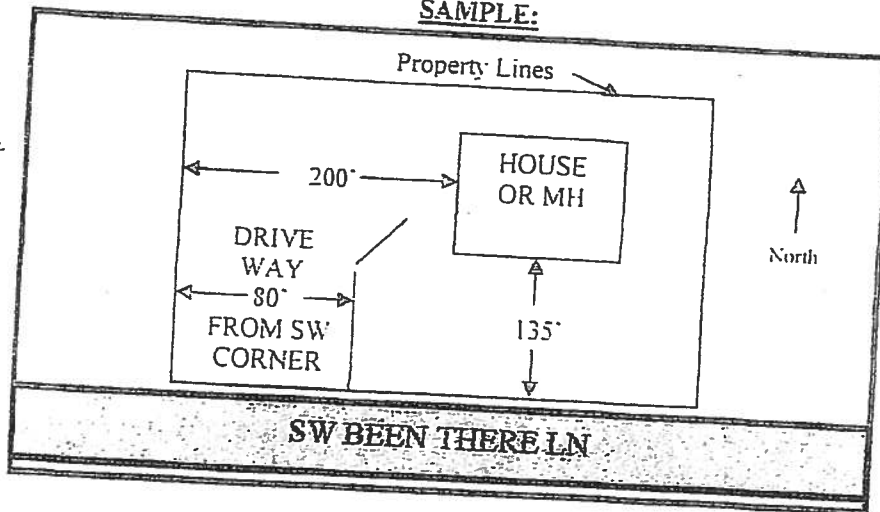 SAMPLE:
Property Lines
HOUSE
OR MH
200'
North
DRIVE
WAY
80'
FROM SW
CORNER
135'
SW BEEN THERE LN